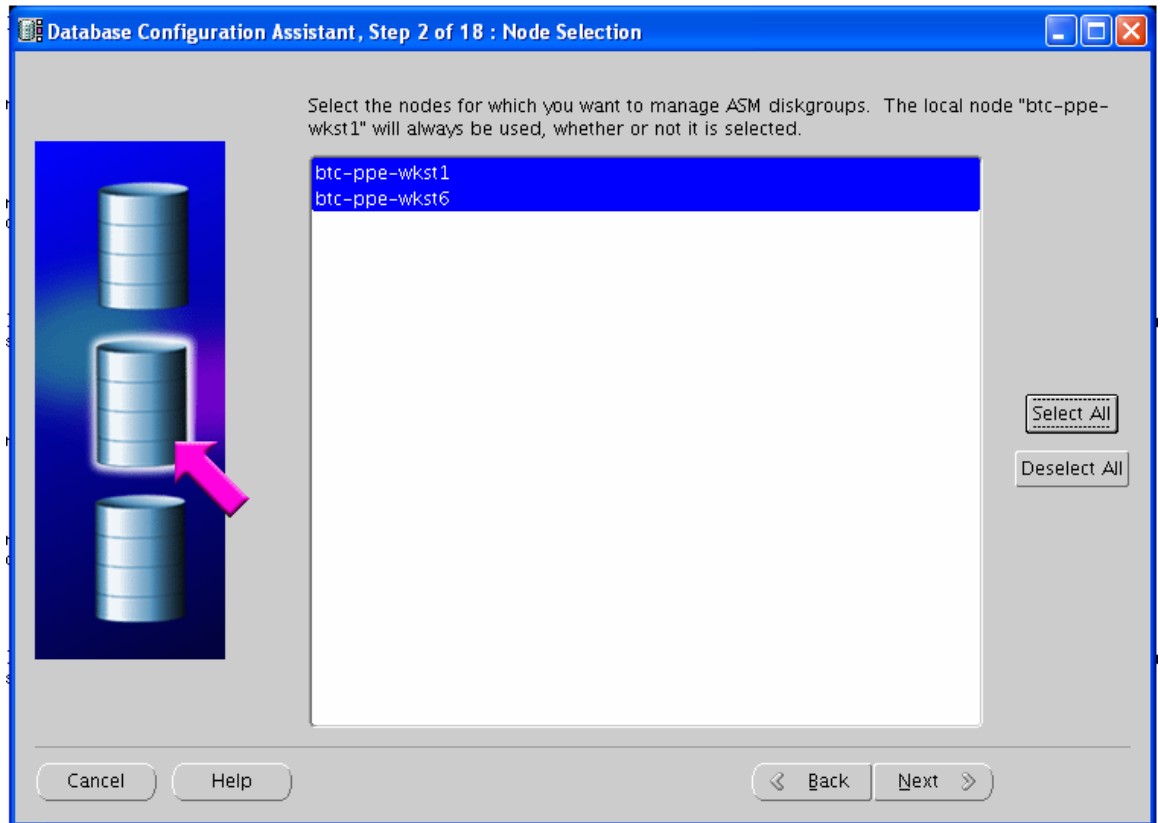 Database Configuration Assistant, Step 2 of 18 : Node Selection
Select the nodes for which you want to manage ASM diskgroups. The local node "btc-ppe-
wkst1" will always be used, whether or not it is selected.
btc-ppe-wkst1
btc-ppe-wkst6
Select All
Deselect All
Cancel
Help
Back
Next